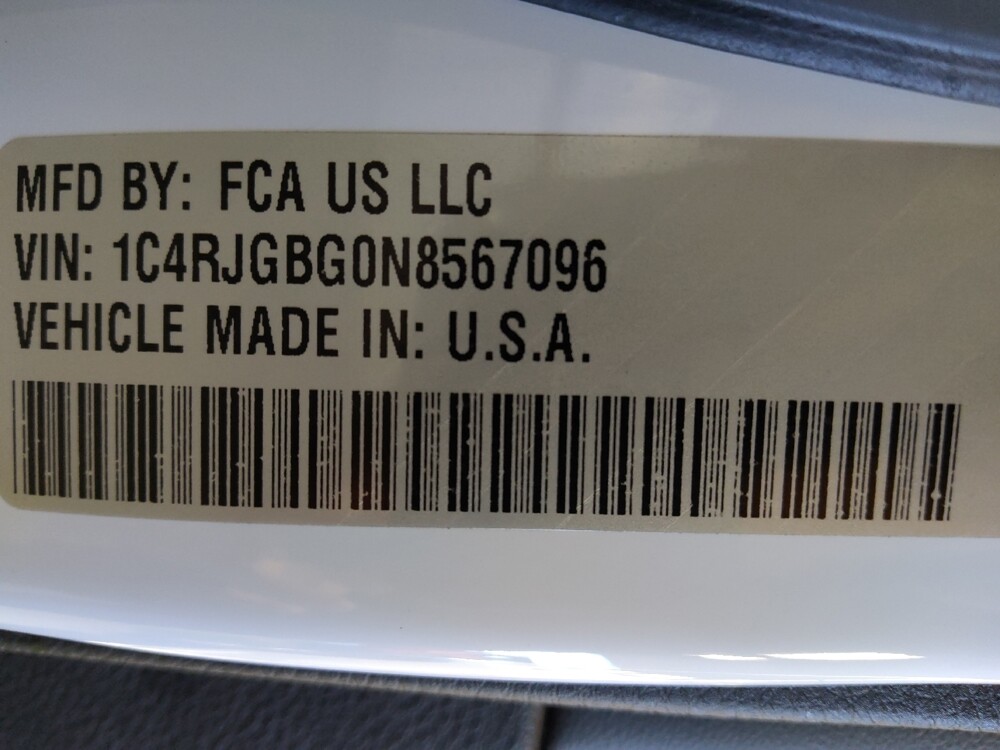 MFD BY: FCA US LLC
VIN: 1C4RJGBG0N8567096
VEHICLE MADE IN: U.S.A.